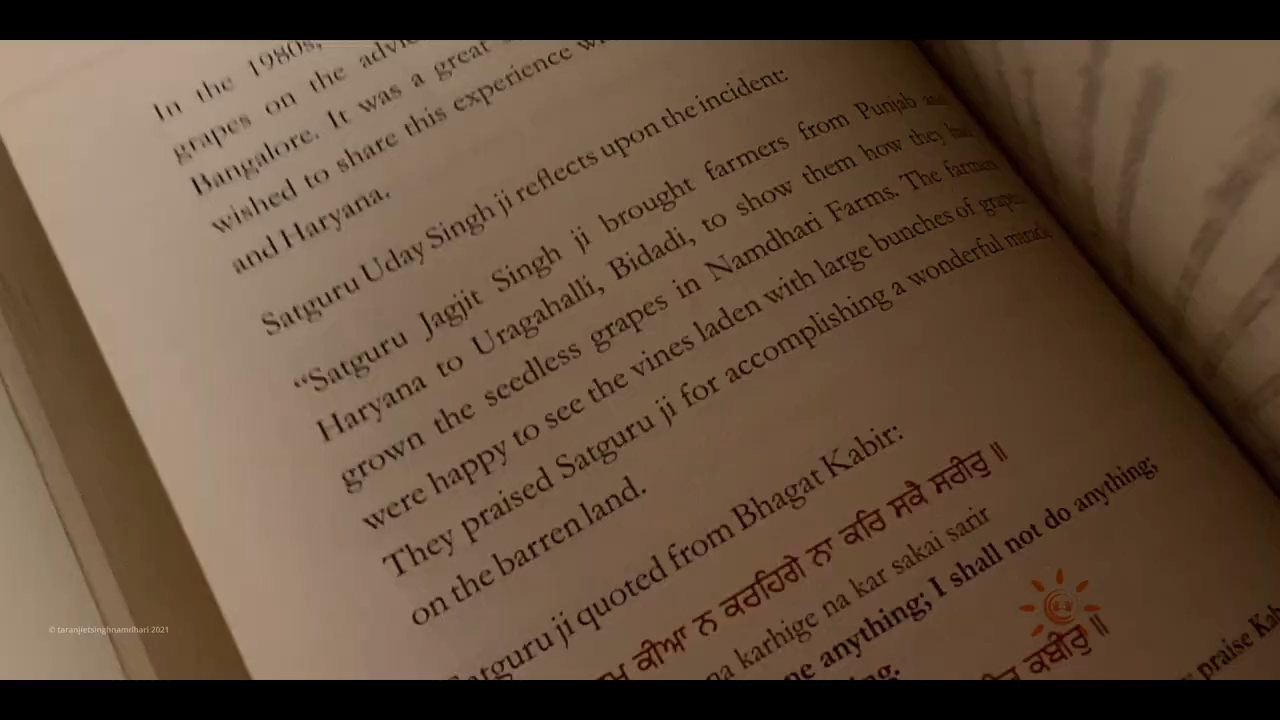 In the 1980s,
grapes on the advice
Bangalore. It was a great
wished to share this experience
and Haryana.
Satguru Uday Singh ji reflects upon the incident:
“Satguru Jagjit Singh ji brought farmers from Punjab and
Haryana to Uragahalli, Bidadi, to show them how they had
grown the seedless grapes in Namdhari Farms. The farmers
were happy to see the vines laden with large bunches of grapes.
They praised Satguru ji for accomplishing a wonderful miracle
on the barren land.
Satguru ji quoted from Bhagat Kabir:
ਕੀਆ ਨ ਕਰਹਿਗੇ ਨਾ ਕਰਿ ਸਕੈ ਸਰੀਰੁ ॥
na karhige na kar sakai sarir
anything; I shall not do anything;
ਕਬੀਰੁ ॥
praise
© taranjietsinghnamdhari 2021